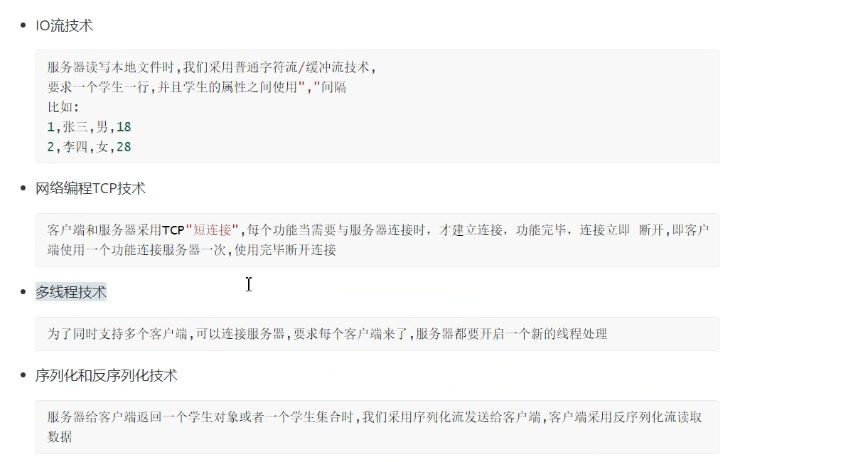 IO流技术
服务器读写本地文件时,我们采用普通字符流/缓冲流技术,
要求一个学生一行,并且学生的属性之间使用","间隔
比如:
1,张三,男,18
2,李四,女,28
网络编程TCP技术
客户端和服务器采用TCP"短连接",每个功能当需要与服务器连接时，才建立连接，功能完毕，连接立即 断开,即客户
端使用一个功能连接服务器一次,使用完毕断开连接
多线程技术
为了同时支持多个客户端,可以连接服务器,要求每个客户端来了,服务器都要开启一个新的线程处理
序列化和反序列化技术
服务器给客户端返回一个学生对象或者一个学生集合时,我们采用序列化流发送给客户端,客户端采用反序列化流读取
数据